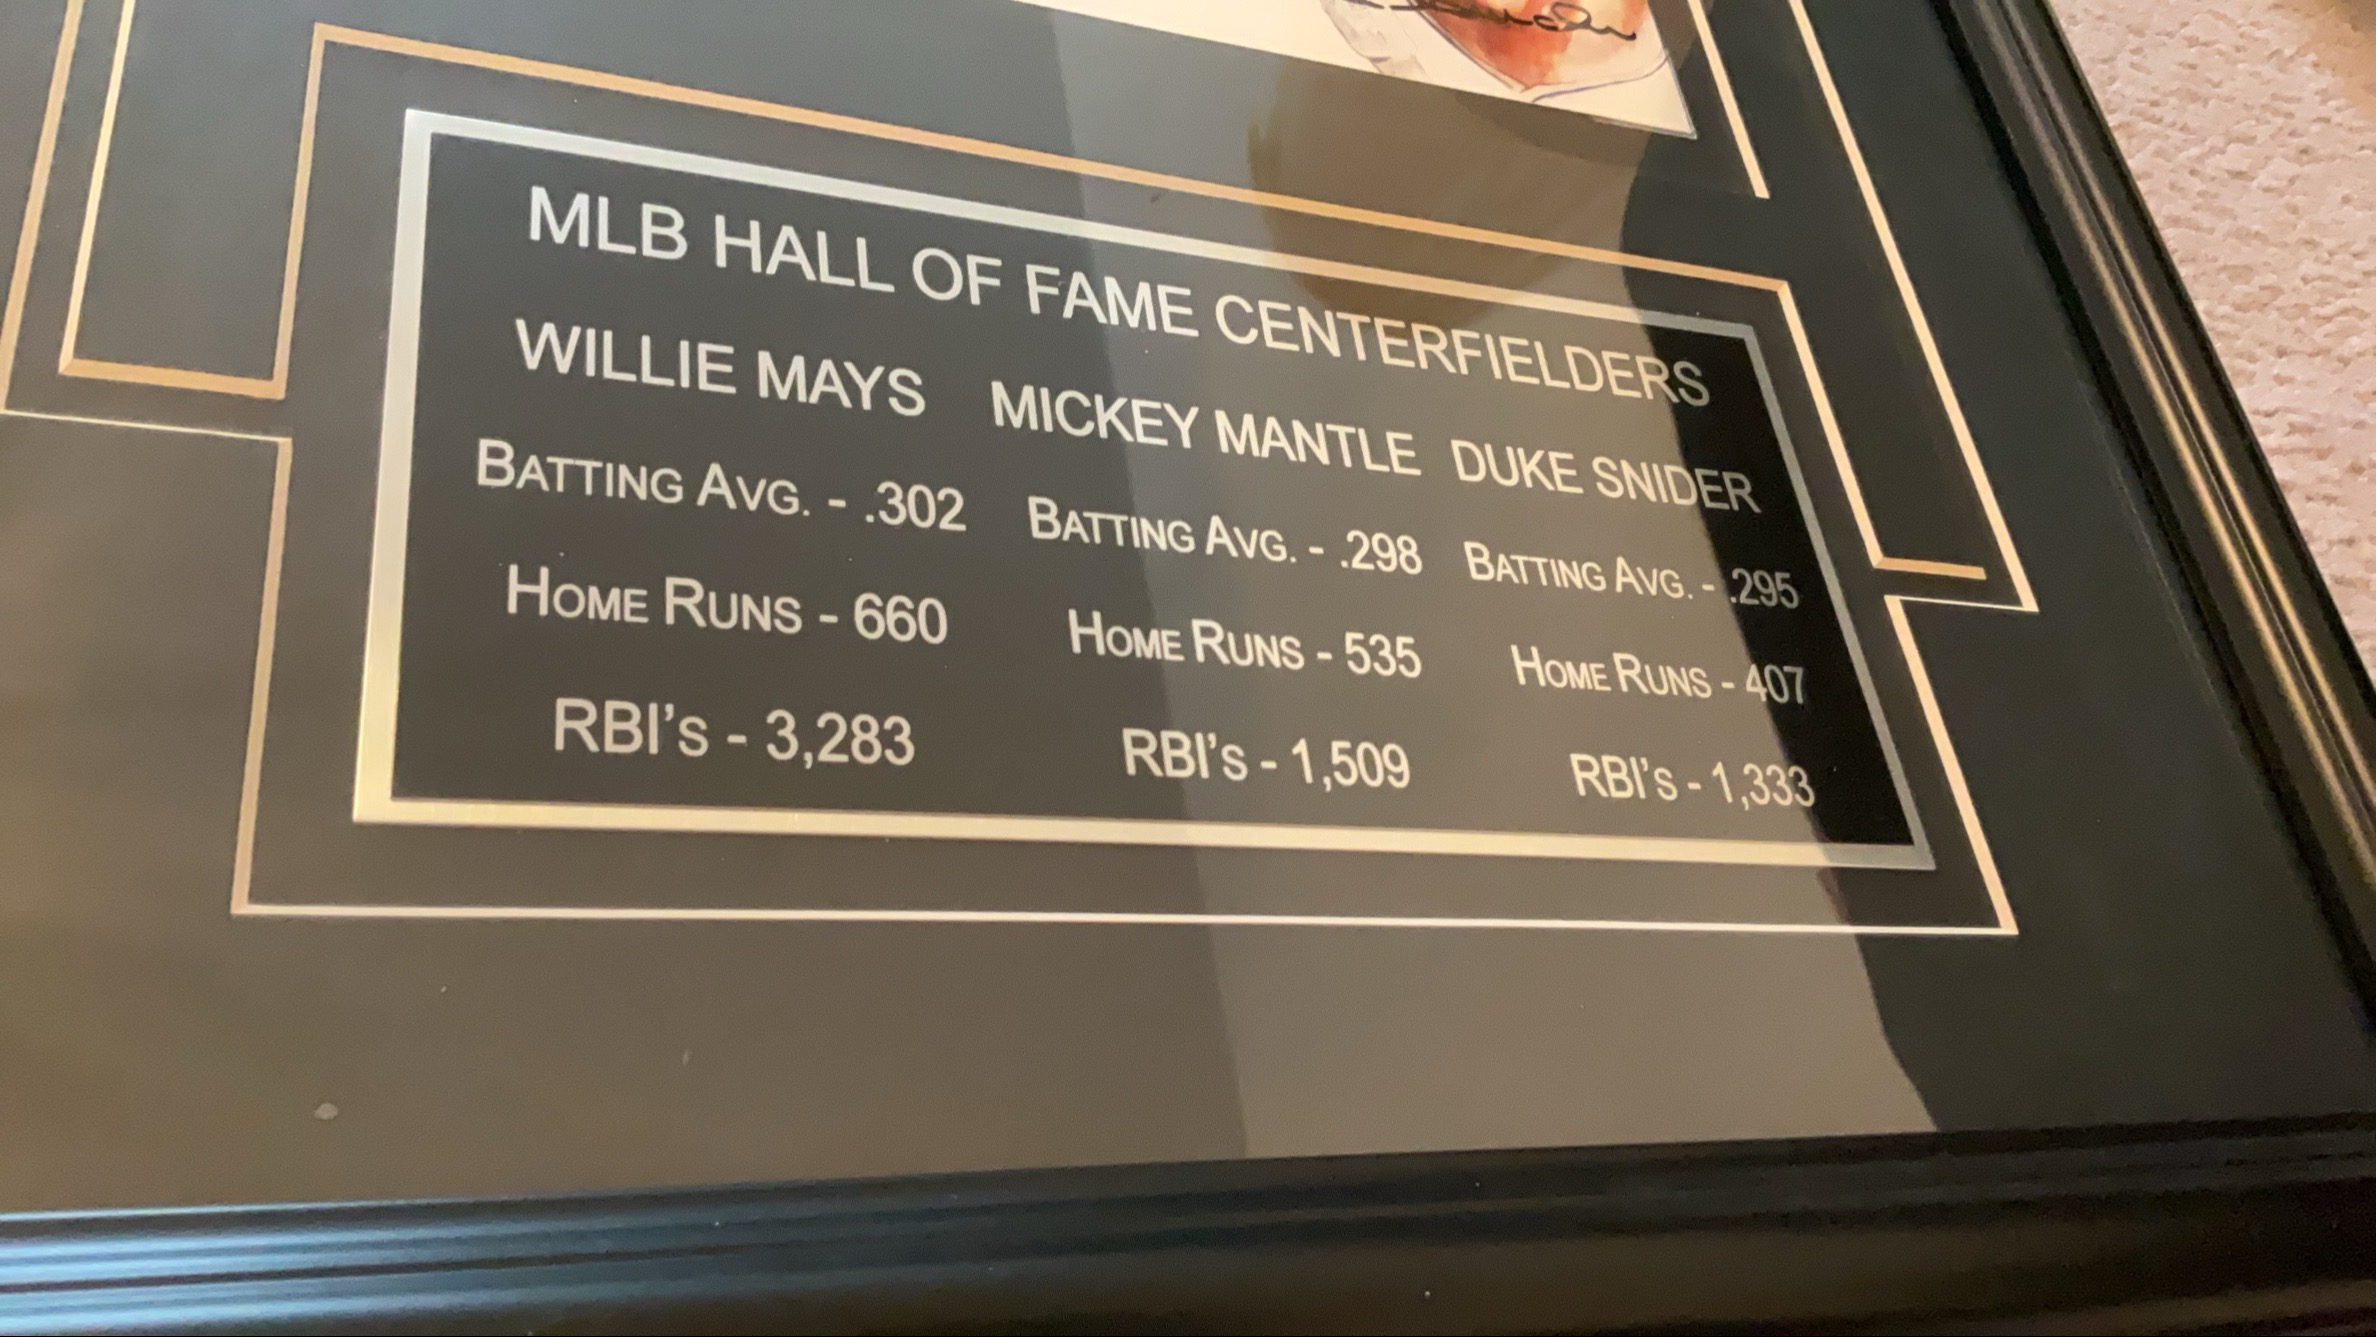 MLB HALL OF FAME CENTERFIELDERS
WILLIE MAYS MICKEY MANTLE DUKE SNIDER
BATTING AVG. - .302 BATTING AVG. - .298 BATTING AVG. - .295
HOME RUNS - 660 HOME RUNS - 535 HOME RUNS - 407
RBI's - 3,283 RBI's - 1,509 RBI's - 1,333